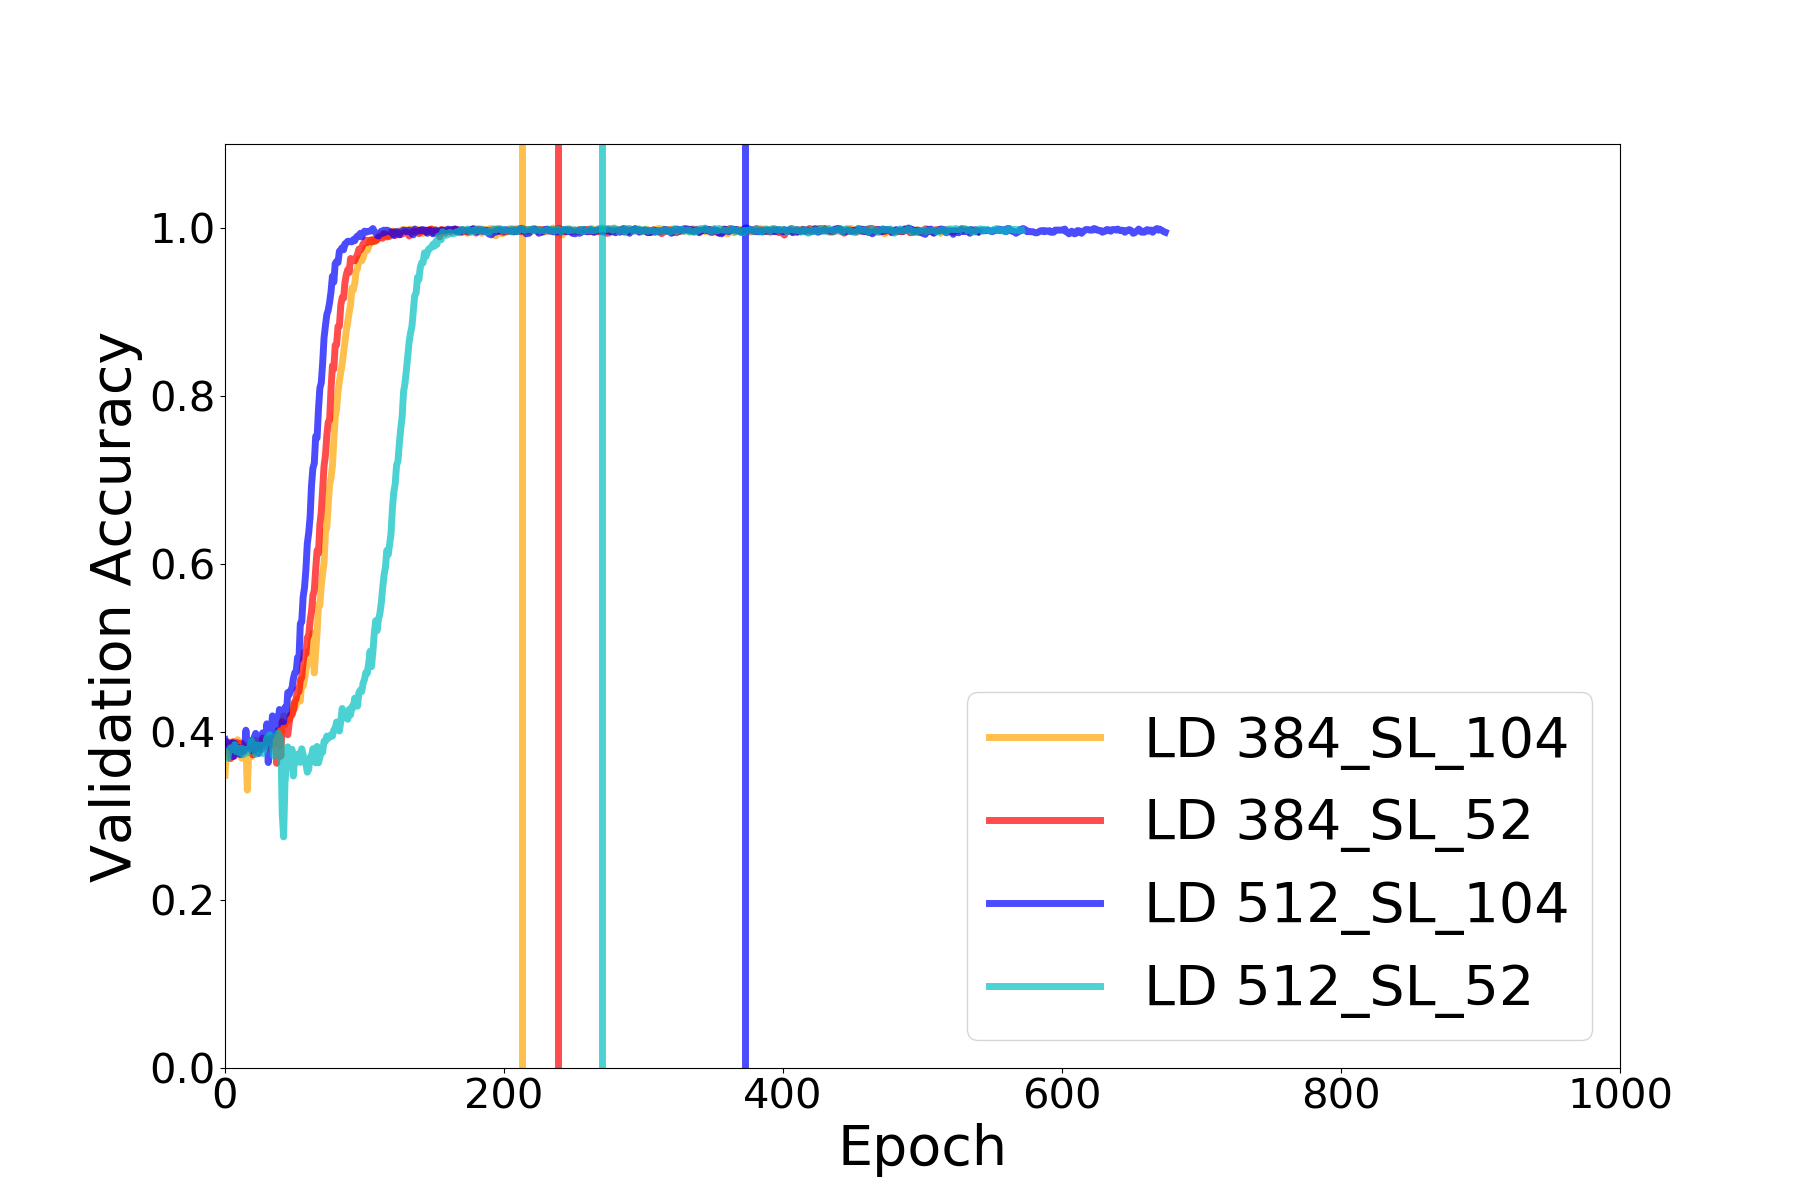 Validation Accuracy
1.0
0.8
0.6
0.4
0.2
0.0
0 200 400 600 800 1000
Epoch
LD 384_SL_104
LD 384_SL_52
LD 512_SL_104
LD 512_SL_52